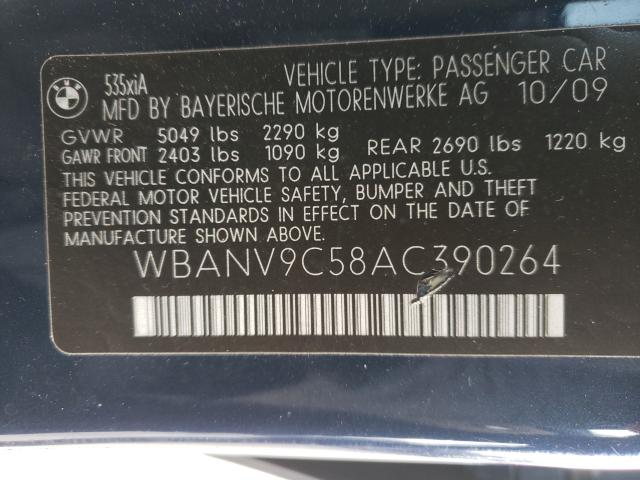 BMW
535xiA
VEHICLE TYPE: PASSENGER CAR
MFD BY BAYERISCHE MOTORENWERKE AG 10/09
GVWR 5049 lbs 2290 kg
GAWR FRONT 2403 lbs 1090 kg REAR 2690 lbs 1220 kg
THIS VEHICLE CONFORMS TO ALL APPLICABLE U.S.
FEDERAL MOTOR VEHICLE SAFETY, BUMPER AND THEFT
PREVENTION STANDARDS IN EFFECT ON THE DATE OF
MANUFACTURE SHOWN ABOVE.
WBANV9C58AC390264